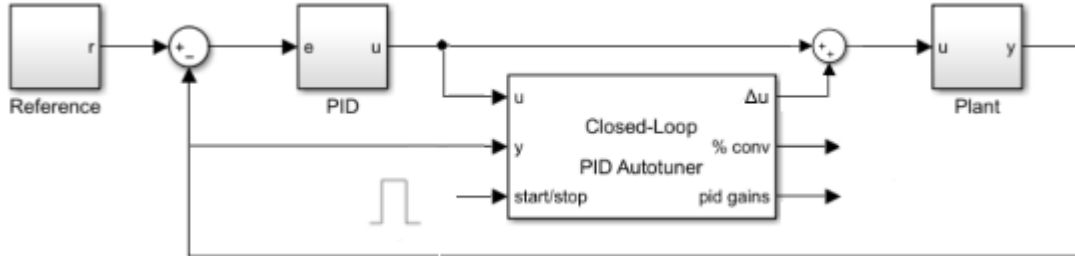 r
+
−
e
u
+
+
u
y
Reference
PID
Plant
u
Δu
Closed-Loop
y
% conv
PID Autotuner
start/stop
pid gains